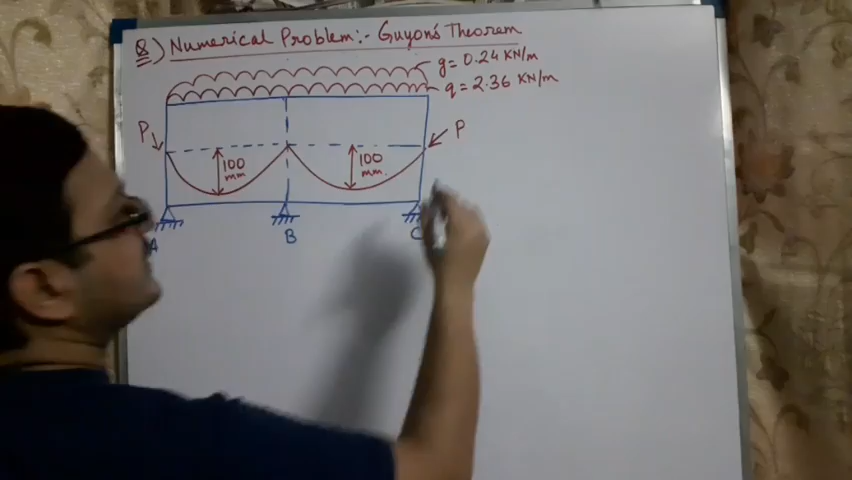 Q) Numerical Problem:- Guyon's Theorem
g = 0.24 KN/m
q = 2.36 KN/m
P
P
100
mm
100
mm.
A
B
C